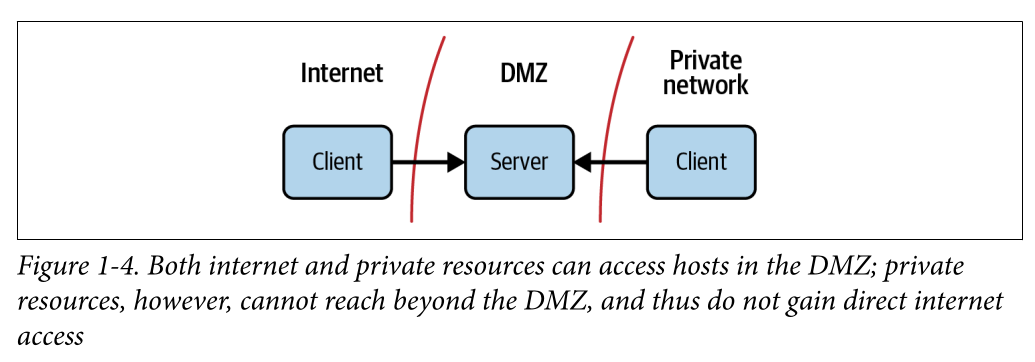 Internet
DMZ
Private
network
Client
Server
Client
Figure 1-4. Both internet and private resources can access hosts in the DMZ; private
resources, however, cannot reach beyond the DMZ, and thus do not gain direct internet
access